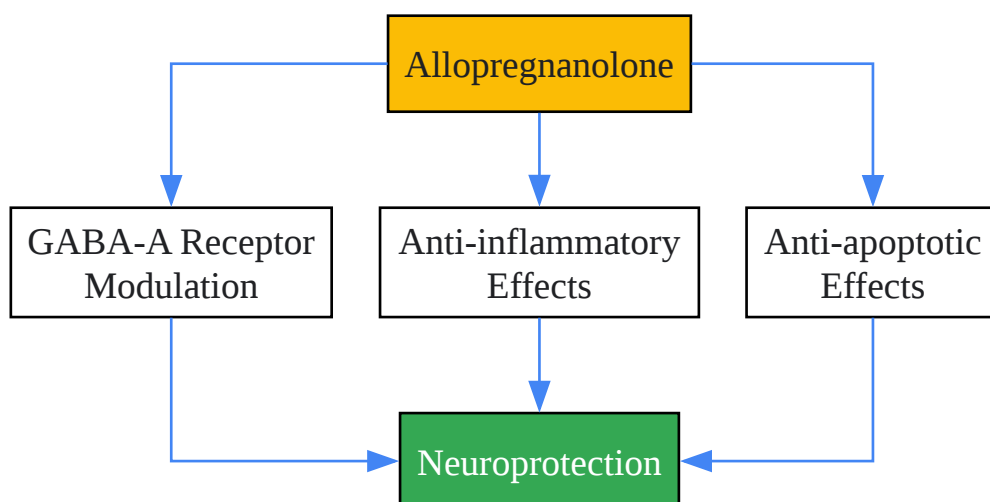 Allopregnanolone
GABA-A Receptor
Modulation
Anti-inflammatory
Effects
Anti-apoptotic
Effects
Neuroprotection